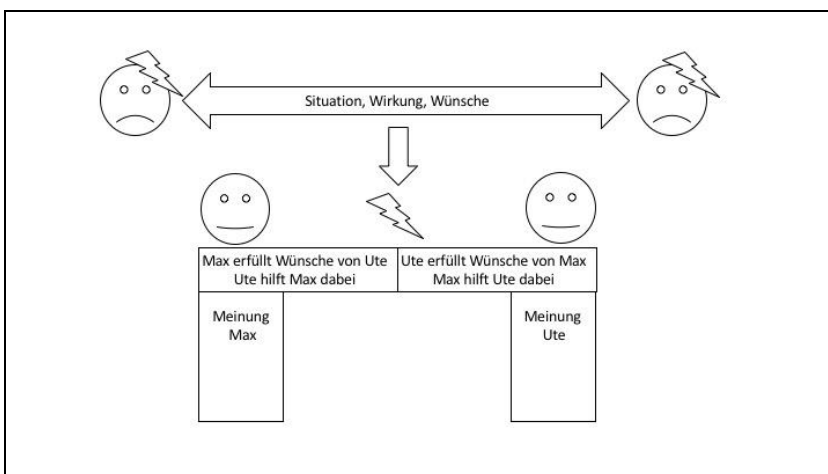 Situation, Wirkung, Wünsche
Max erfüllt Wünsche von Ute
Ute hilft Max dabei
Ute erfüllt Wünsche von Max
Max hilft Ute dabei
Meinung
Max
Meinung
Ute